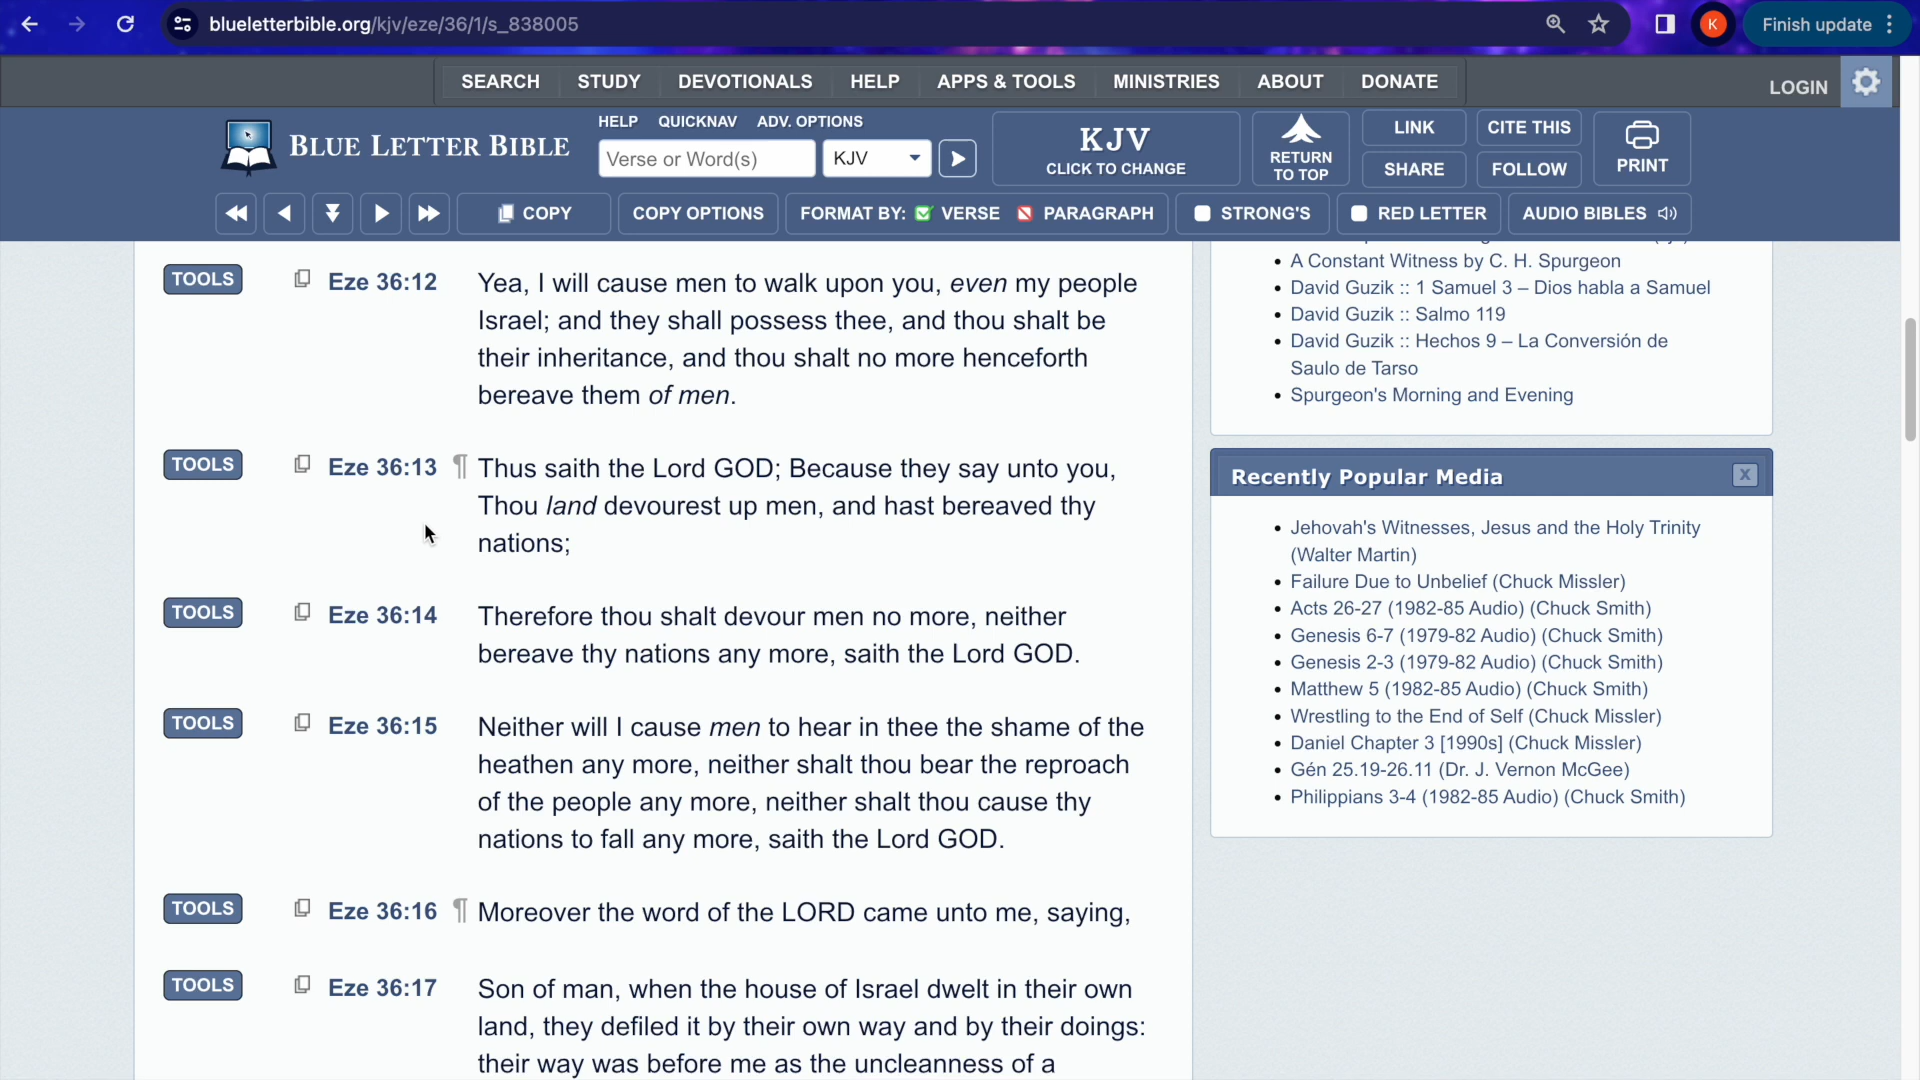 blueletterbible.org/kjv/eze/36/1/s_838005
K
Finish update
SEARCH STUDY DEVOTIONALS HELP APPS & TOOLS MINISTRIES ABOUT DONATE
LOGIN
BLUE LETTER BIBLE
HELP QUICKNAV ADV. OPTIONS
Verse or Word(s)
KJV
KJV
CLICK TO CHANGE
RETURN
TO TOP
LINK
CITE THIS
SHARE
FOLLOW
PRINT
COPY
COPY OPTIONS
FORMAT BY: VERSE PARAGRAPH
STRONG'S
RED LETTER
AUDIO BIBLES
TOOLS Eze 36:12 Yea, I will cause men to walk upon you, even my people
Israel; and they shall possess thee, and thou shalt be
their inheritance, and thou shalt no more henceforth
bereave them of men.
TOOLS Eze 36:13 ¶ Thus saith the Lord GOD; Because they say unto you,
Thou land devourest up men, and hast bereaved thy
nations;
TOOLS Eze 36:14 Therefore thou shalt devour men no more, neither
bereave thy nations any more, saith the Lord GOD.
TOOLS Eze 36:15 Neither will I cause men to hear in thee the shame of the
heathen any more, neither shalt thou bear the reproach
of the people any more, neither shalt thou cause thy
nations to fall any more, saith the Lord GOD.
TOOLS Eze 36:16 ¶ Moreover the word of the LORD came unto me, saying,
TOOLS Eze 36:17 Son of man, when the house of Israel dwelt in their own
land, they defiled it by their own way and by their doings:
their way was before me as the uncleanness of a
• A Constant Witness by C. H. Spurgeon
• David Guzik :: 1 Samuel 3 – Dios habla a Samuel
• David Guzik :: Salmo 119
• David Guzik :: Hechos 9 – La Conversión de
Saulo de Tarso
• Spurgeon's Morning and Evening
Recently Popular Media
X
• Jehovah's Witnesses, Jesus and the Holy Trinity
(Walter Martin)
• Failure Due to Unbelief (Chuck Missler)
• Acts 26-27 (1982-85 Audio) (Chuck Smith)
• Genesis 6-7 (1979-82 Audio) (Chuck Smith)
• Genesis 2-3 (1979-82 Audio) (Chuck Smith)
• Matthew 5 (1982-85 Audio) (Chuck Smith)
• Wrestling to the End of Self (Chuck Missler)
• Daniel Chapter 3 [1990s] (Chuck Missler)
• Gén 25.19-26.11 (Dr. J. Vernon McGee)
• Philippians 3-4 (1982-85 Audio) (Chuck Smith)